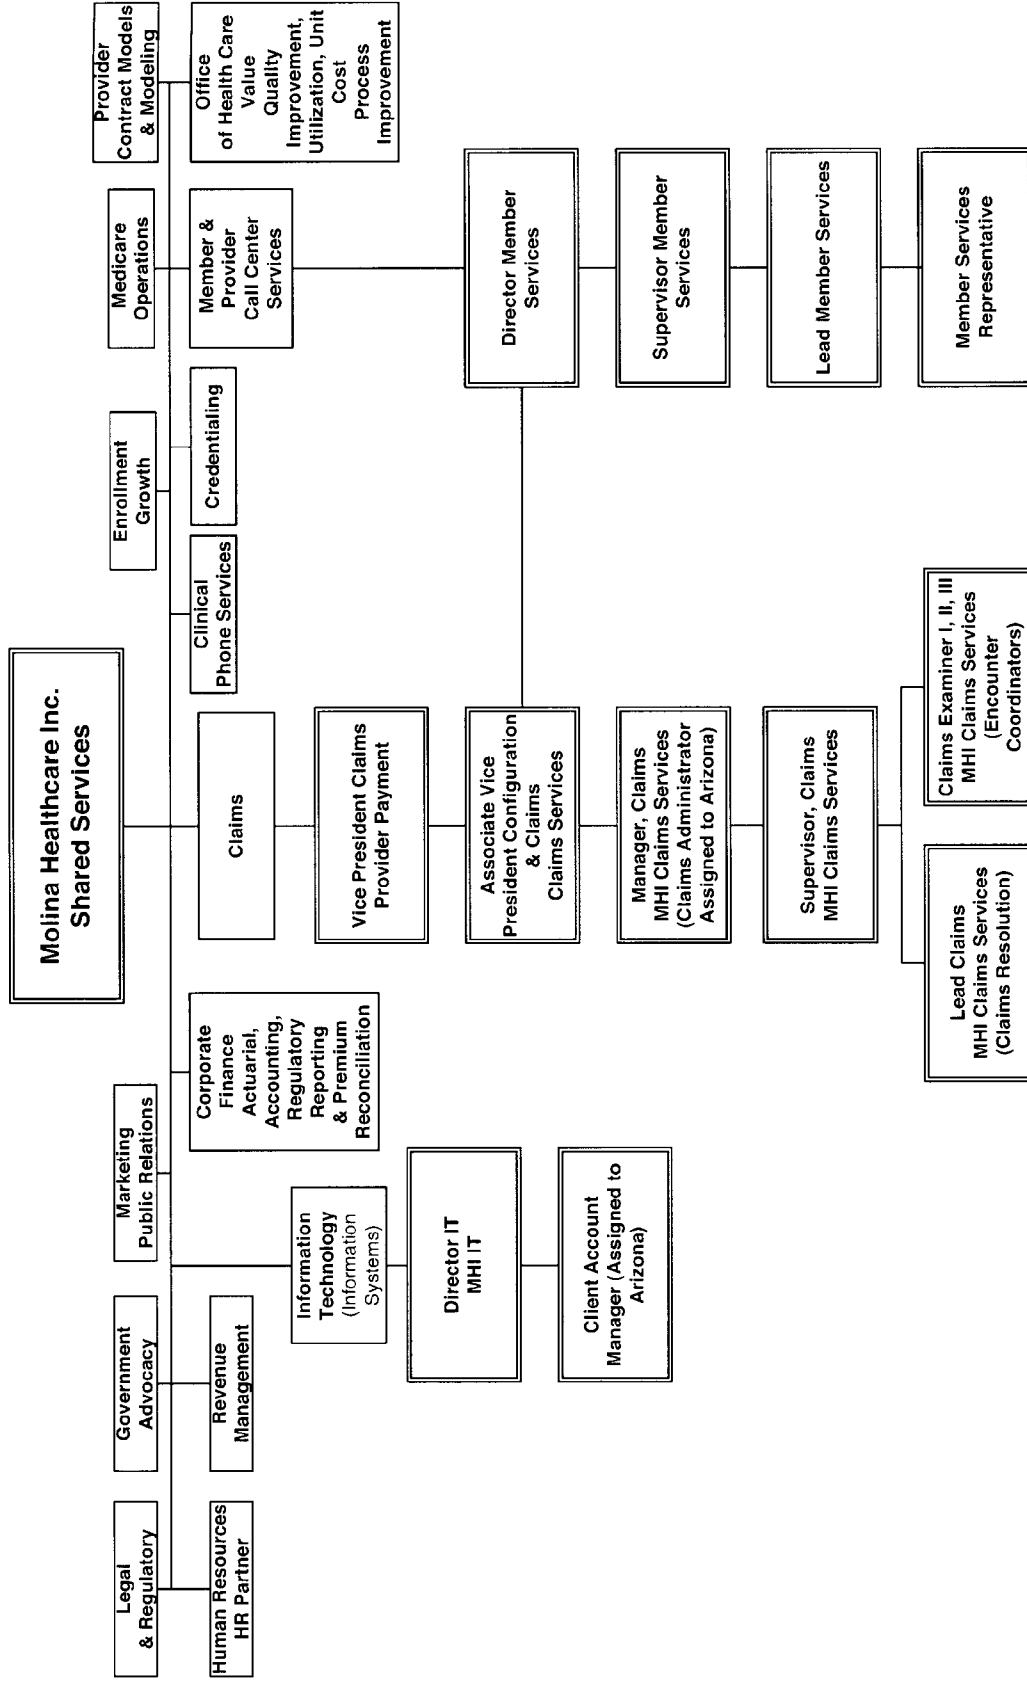 Molina Healthcare Inc.
Shared Services
Legal
& Regulatory
Government
Advocacy
Marketing
Public Relations
Enrollment
Growth
Medicare
Operations
Provider
Contract Models
& Modeling
Human Resources
HR Partner
Revenue
Management
Information
Technology
(Information
Systems)
Corporate
Finance
Actuarial,
Accounting,
Regulatory
Reporting
& Premium
Reconciliation
Claims
Clinical
Phone Services
Credentialing
Member &
Provider
Call Center
Services
Office
of Health Care
Value
Quality
Improvement,
Utilization, Unit
Cost
Process
Improvement
Director IT
MHI IT
Client Account
Manager (Assigned to
Arizona)
Vice President Claims
Provider Payment
Associate Vice
President Configuration
& Claims
Claims Services
Manager, Claims
MHI Claims Services
(Claims Administrator
Assigned to Arizona)
Supervisor, Claims
MHI Claims Services
Lead Claims
MHI Claims Services
(Claims Resolution)
Claims Examiner I, II, III
MHI Claims Services
(Encounter
Coordinators)
Director Member
Services
Supervisor Member
Services
Lead Member Services
Member Services
Representative